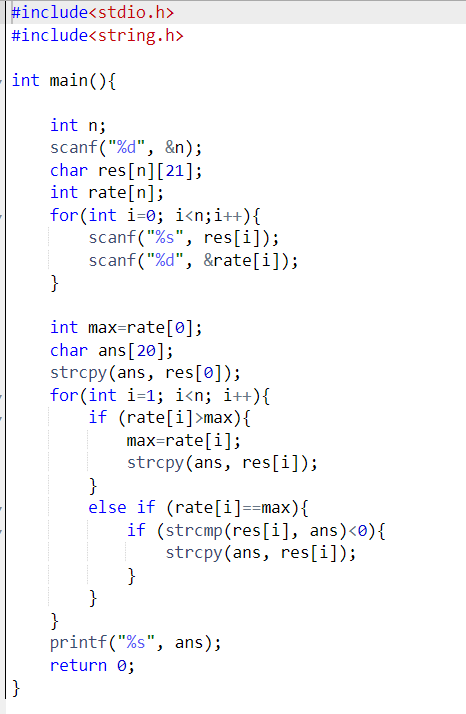 #include<stdio.h>
#include<string.h>
int main(){
int n;
scanf("%d", &n);
char res[n][21];
int rate[n];
for(int i=0; i<n;i++){
scanf("%s", res[i]);
scanf("%d", &rate[i]);
}
int max=rate[0];
char ans[20];
strcpy(ans, res[0]);
for(int i=1; i<n; i++){
if (rate[i]>max){
max=rate[i];
strcpy(ans, res[i]);
}
else if (rate[i]==max){
if (strcmp(res[i], ans)<0){
strcpy(ans, res[i]);
}
}
}
printf("%s", ans);
return 0;
}